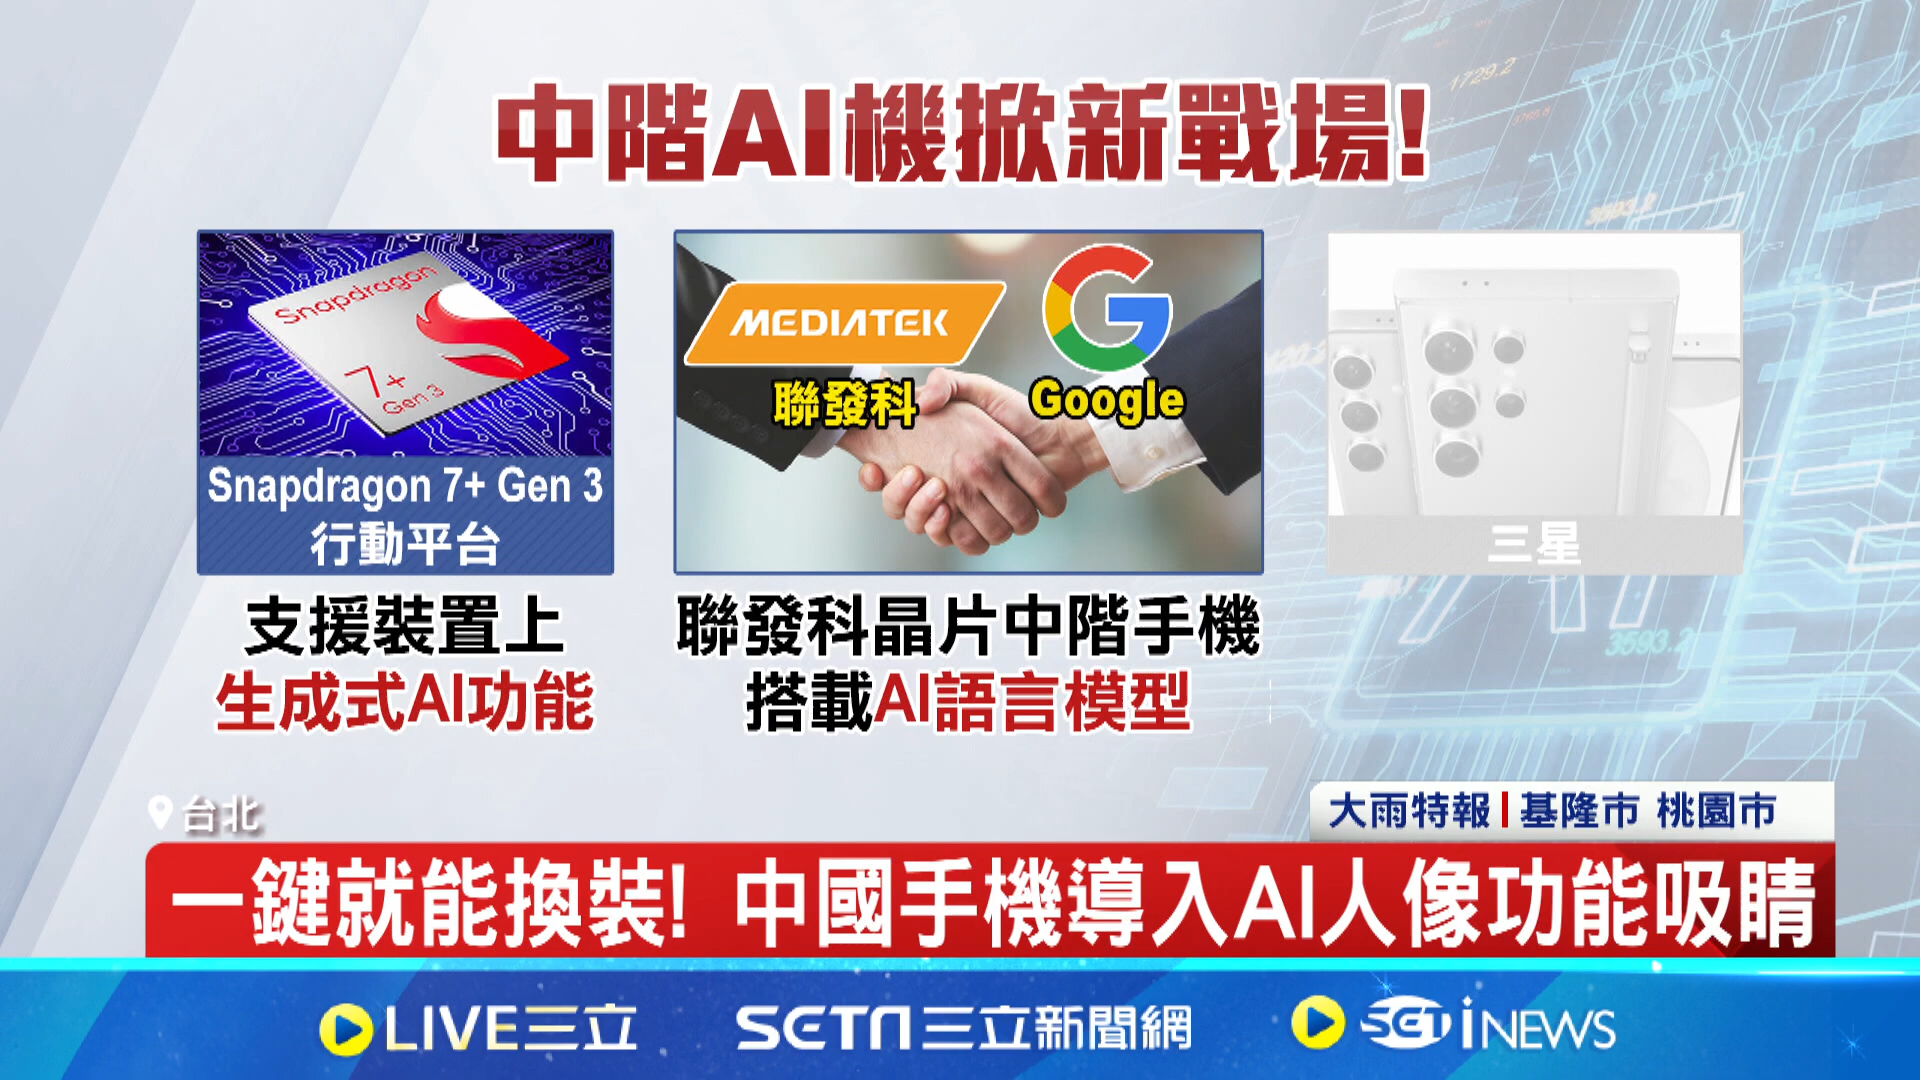 中階AI機掀新戰場!
1729.2
Snapdragon
7+
Gen 3
Snapdragon 7+ Gen 3
行動平台
支援裝置上
生成式AI功能
MEDIATEK
聯發科
Google
聯發科晶片中階手機
搭載AI語言模型
三星
3593.2
台北
大雨特報 基隆市 桃園市
一鍵就能換裝! 中國手機導入AI人像功能吸睛
LIVE三立
SETN三立新聞網
SETiNEWS